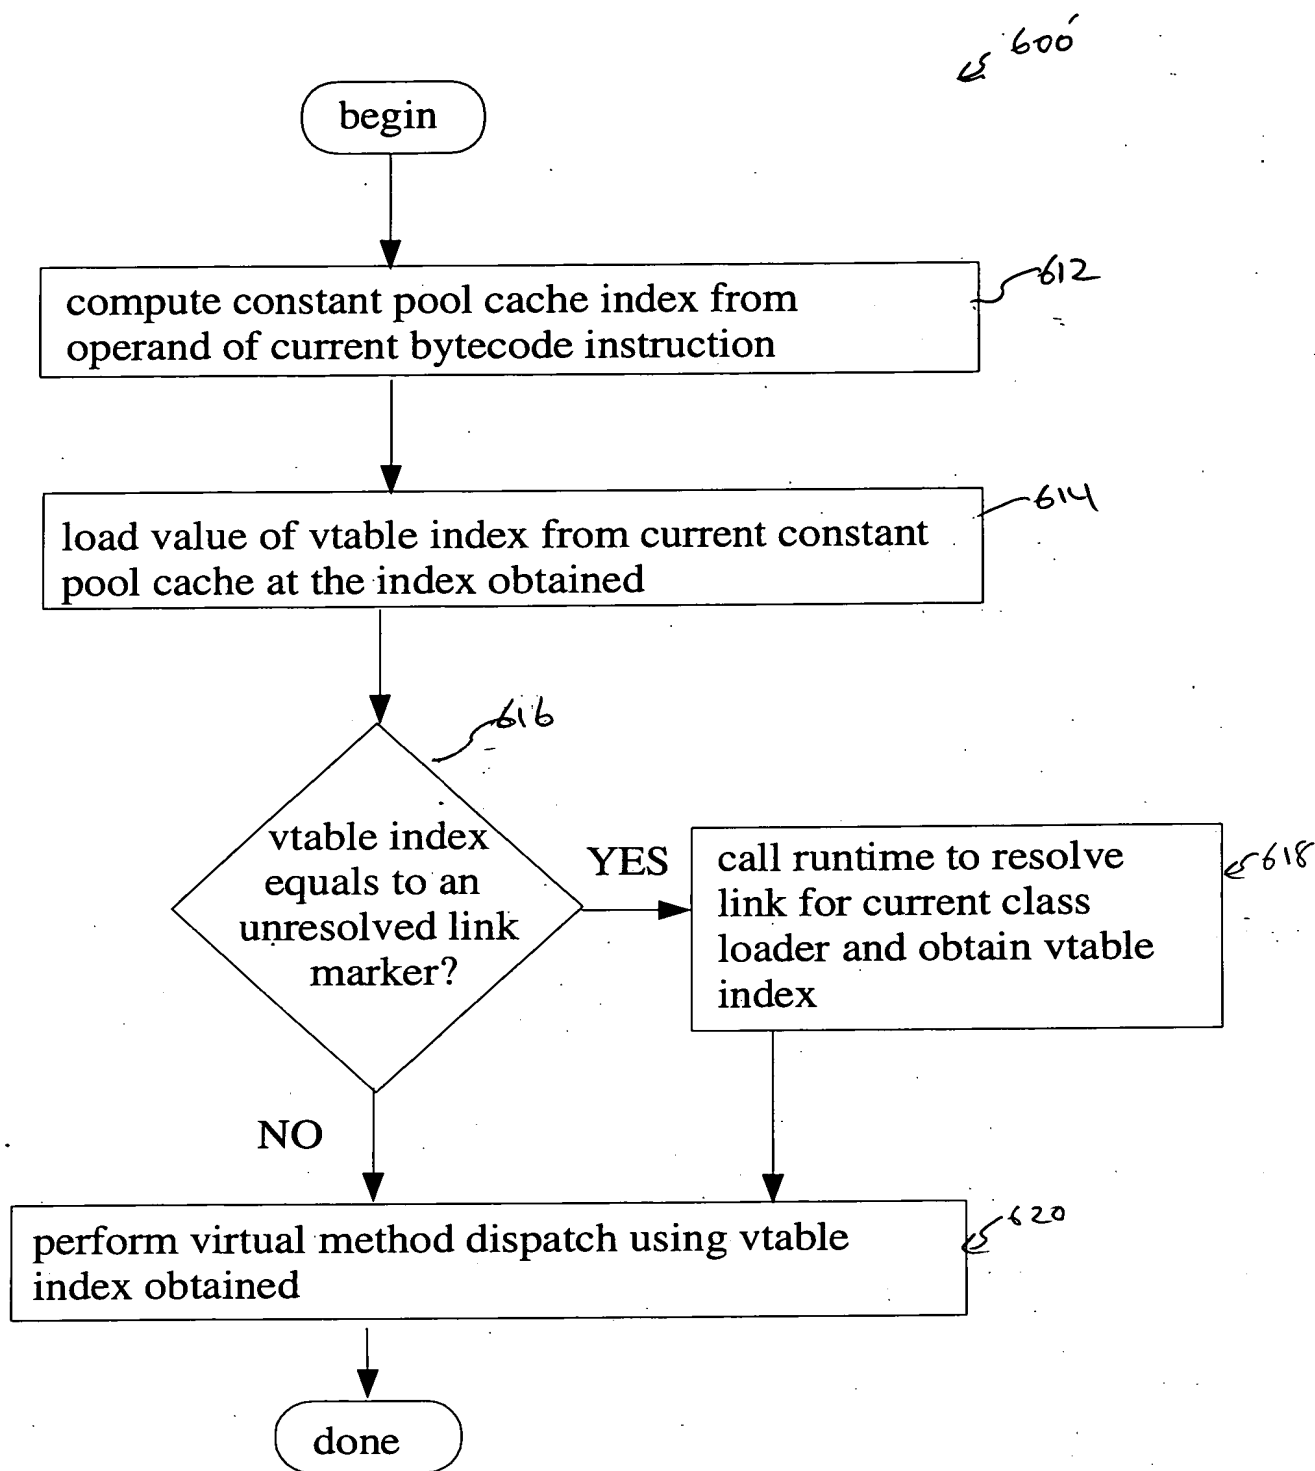 600'
begin
compute constant pool cache index from
operand of current bytecode instruction
612
load value of vtable index from current constant
pool cache at the index obtained
614
616
vtable index
equals to an
unresolved link
marker?
YES
call runtime to resolve
link for current class
loader and obtain vtable
index
618
NO
perform virtual method dispatch using vtable
index obtained
620
done